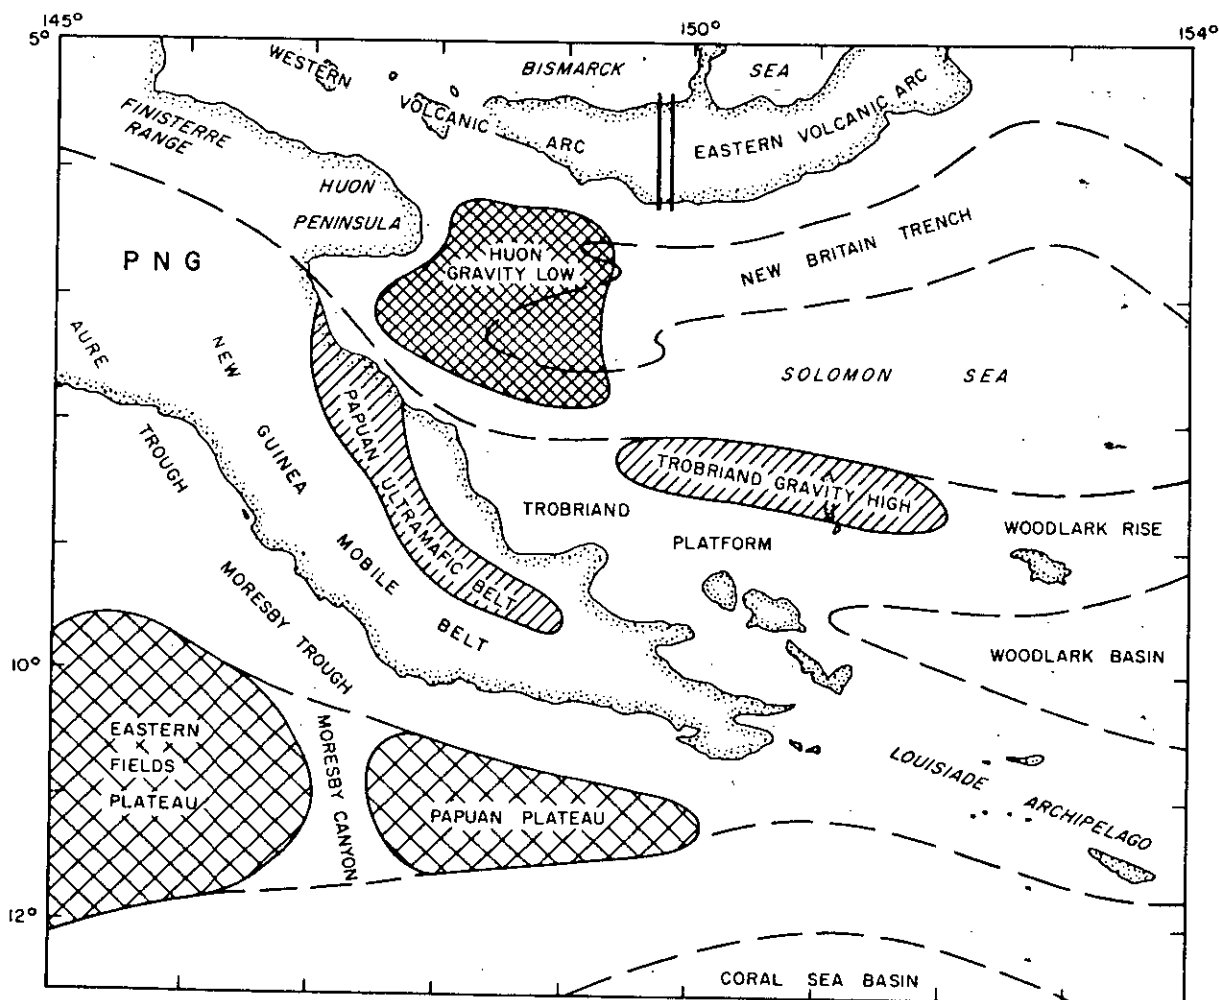 145°
150°
154°
5°
WESTERN
BISMARCK
SEA
VOLCANIC
ARC
EASTERN VOLCANIC ARC
FINISTERRE
RANGE
HUON
PENINSULA
PNG
HUON
GRAVITY LOW
NEW BRITAIN TRENCH
AURE
TROUGH
NEW
GUINEA
MOBILE
BELT
SOLOMON SEA
PAPUAN ULTRAMAFIC BELT
TROBRIAND GRAVITY HIGH
TROBRIAND
PLATFORM
WOODLARK RISE
MORESBY TROUGH
WOODLARK BASIN
10°
EASTERN
FIELDS
PLATEAU
MORESBY CANYON
PAPUAN PLATEAU
LOUISIADE
ARCHIPELAGO
12°
CORAL SEA BASIN